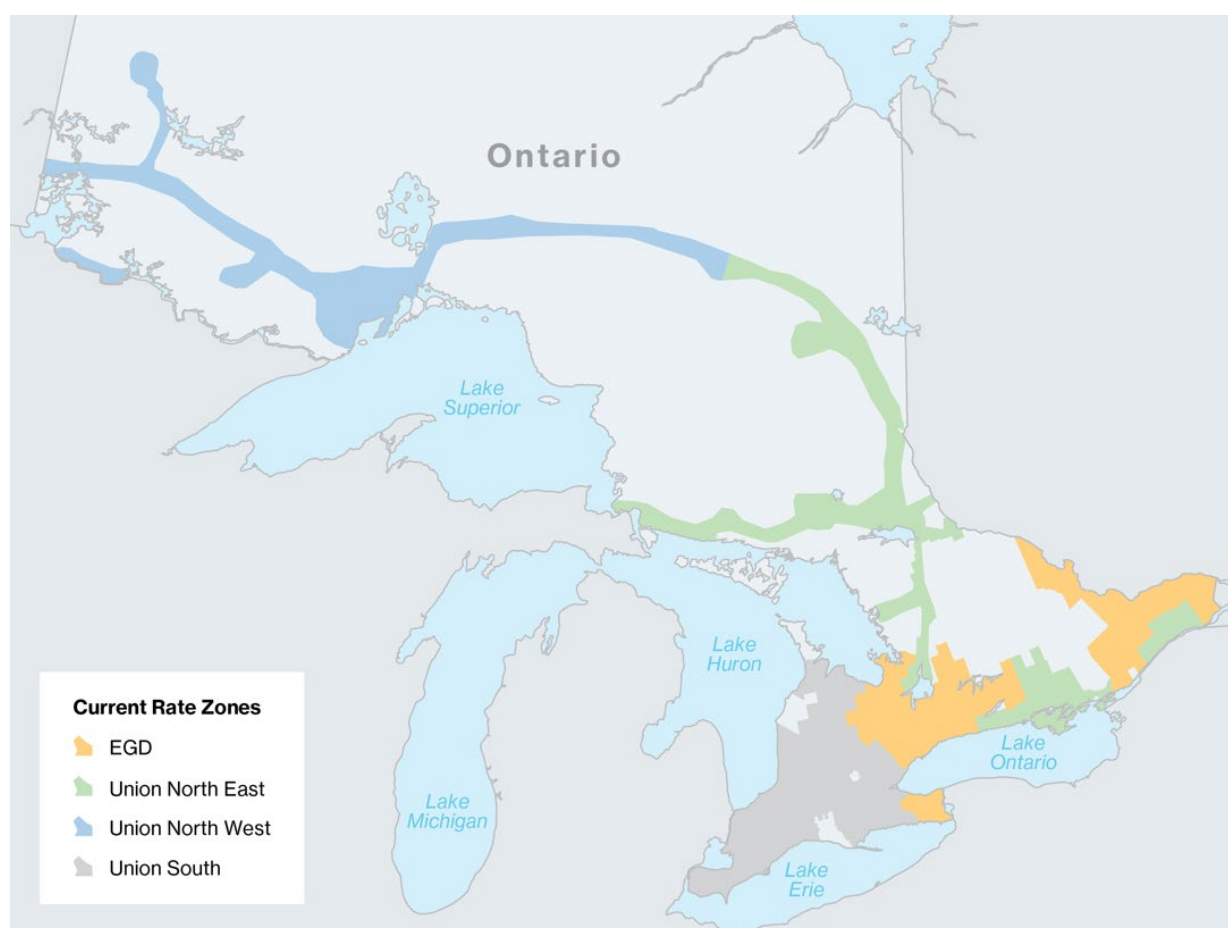 Ontario
Lake
Superior
Lake
Huron
Lake
Michigan
Lake
Ontario
Lake
Erie
Current Rate Zones
EGD
Union North East
Union North West
Union South